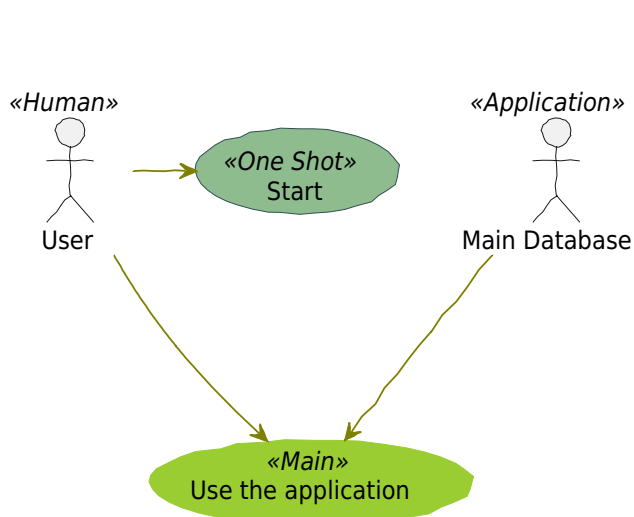 «Human»
User
«One Shot»
Start
«Application»
Main Database
«Main»
Use the application